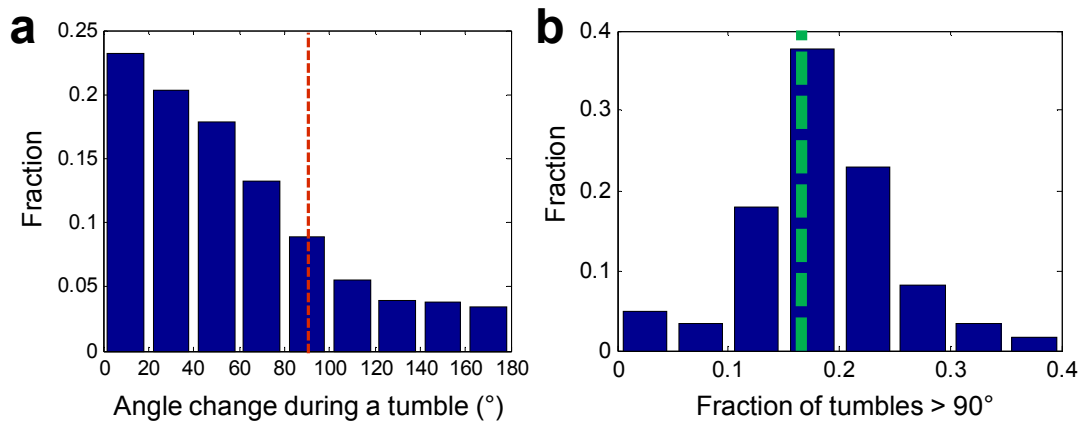 a
0.25
0.2
0.15
0.1
0.05
0
Fraction
0 20 40 60 80 100 120 140 160 180
Angle change during a tumble (°)
b
0.4
0.3
0.2
0.1
0
Fraction
0 0.1 0.2 0.3 0.4
Fraction of tumbles > 90°